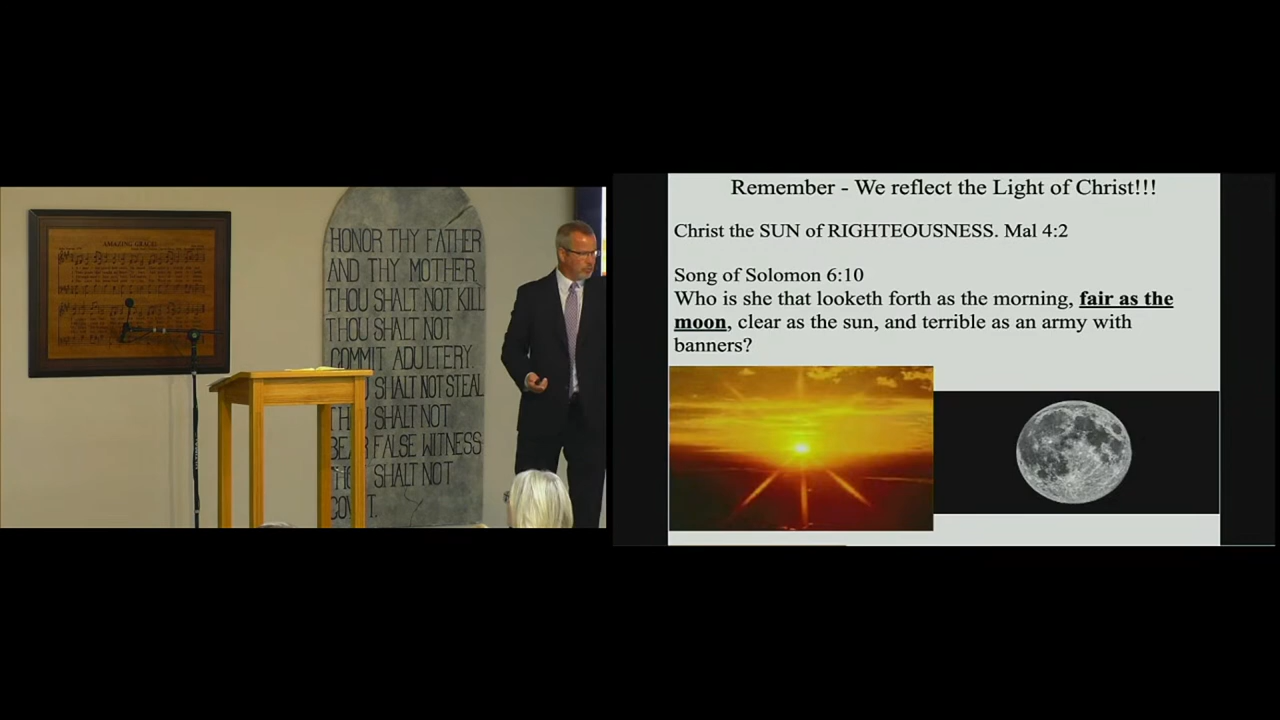 AMAZING GRACE
HONOR THY FATHER
AND THY MOTHER
THOU SHALT NOT KILL
THOU SHALT NOT
COMMIT ADULTERY.
SHALT NOT STEAL
SHALT NOT
FALSE WITNESS
SHALT NOT
Remember - We reflect the Light of Christ!!!
Christ the SUN of RIGHTEOUSNESS. Mal 4:2
Song of Solomon 6:10
Who is she that looketh forth as the morning, fair as the
moon, clear as the sun, and terrible as an army with
banners?